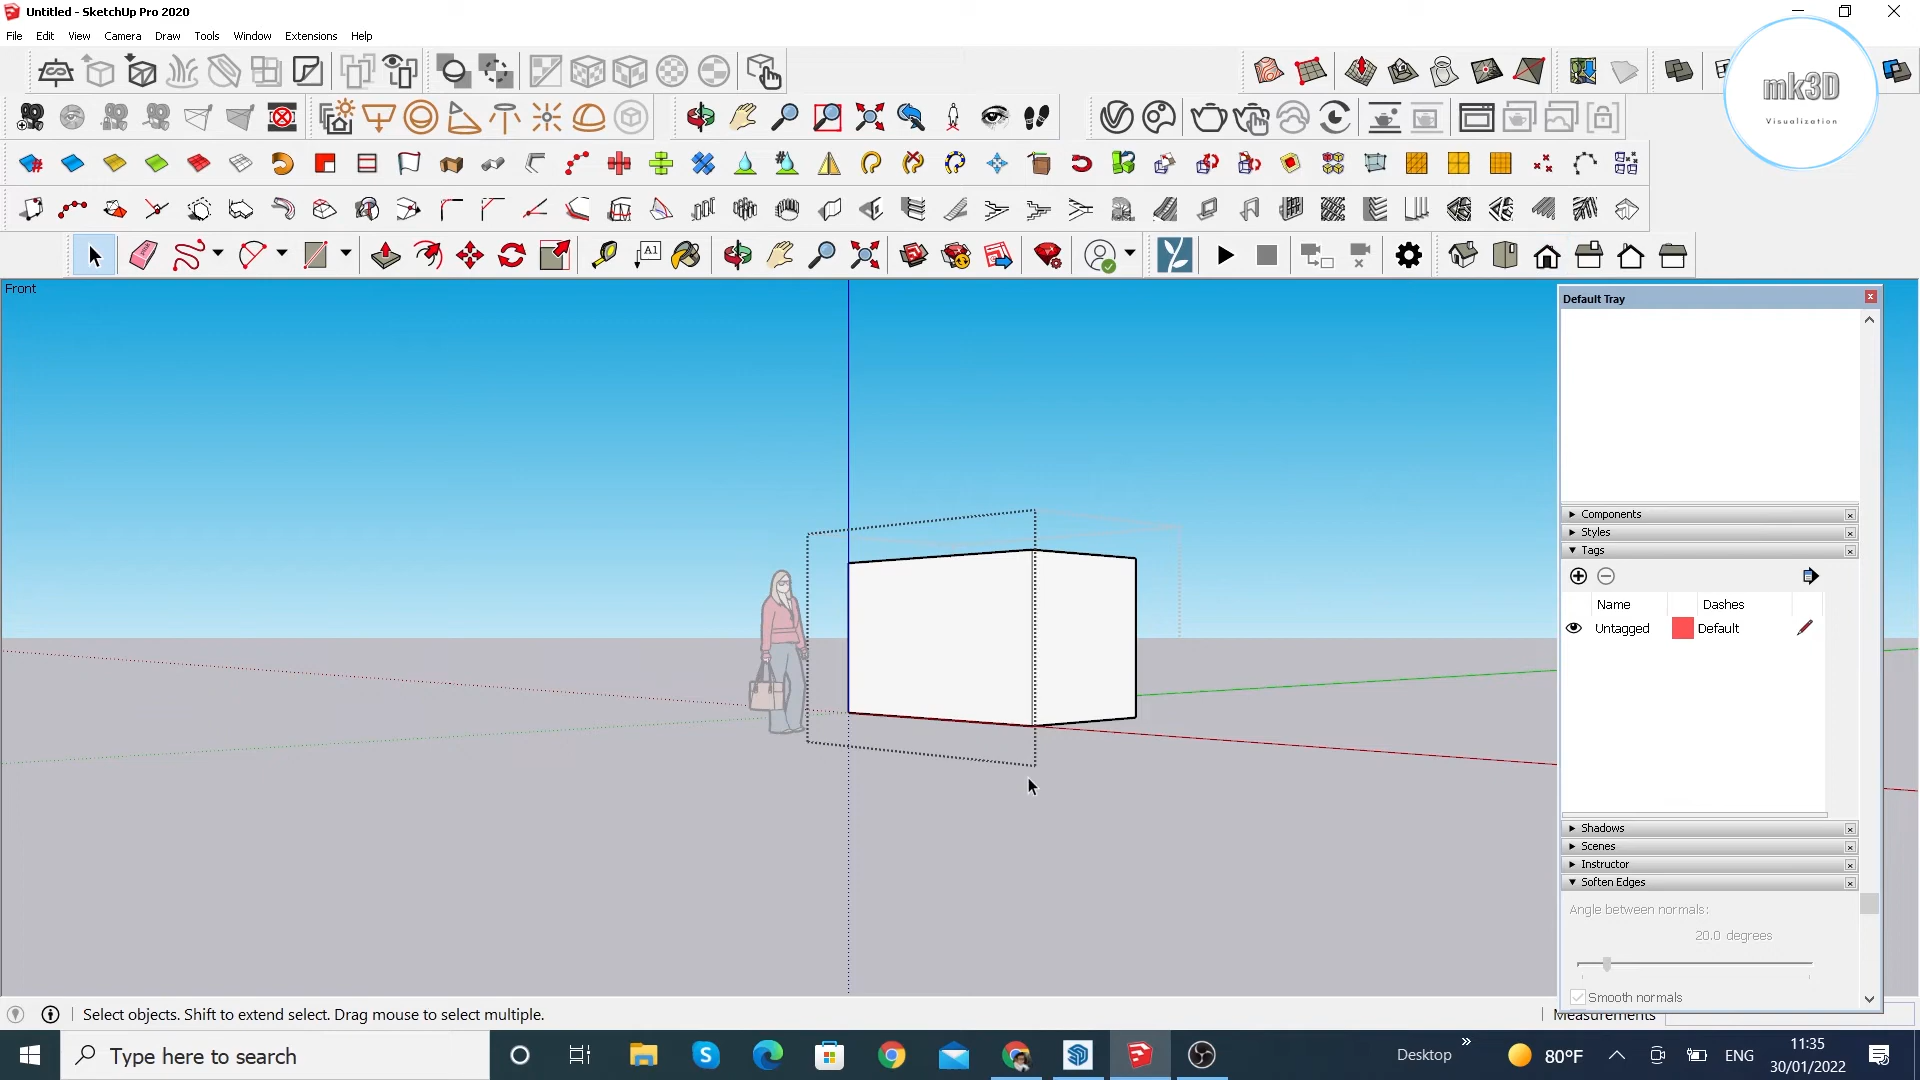 Untitled - SketchUp Pro 2020
File Edit View Camera Draw Tools Window Extensions Help
mk3D
Visualization
A1
Front
Default Tray
Components
Styles
Tags
Name Dashes
Untagged Default
Shadows
Scenes
Instructor
Soften Edges
Angle between normals:
20.0 degrees
Smooth normals
Select objects. Shift to extend select. Drag mouse to select multiple.
Measurements
Type here to search
Desktop
80°F
ENG
11:35
30/01/2022